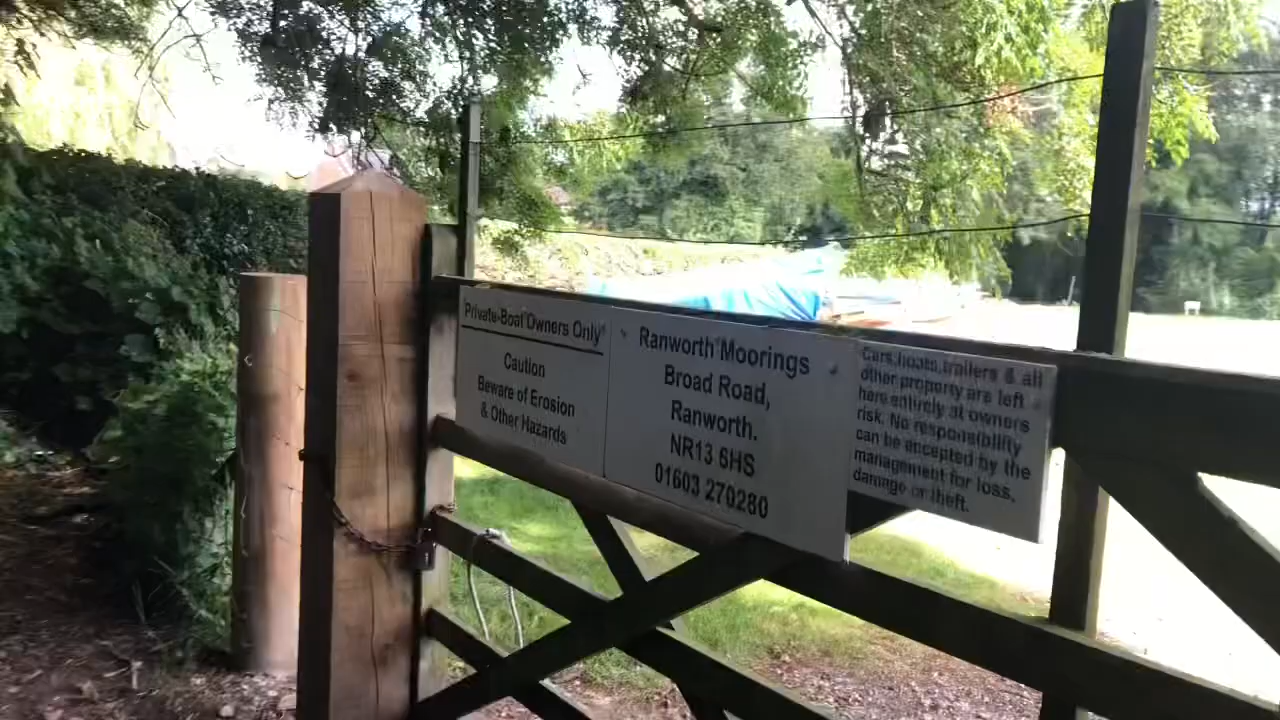 Private-Boat Owners Only
Caution
Beware of Erosion
& Other Hazards
Ranworth Moorings
Broad Road,
Ranworth.
NR13 6HS
01603 270280
Cars, boats, trailers & all
other property are left
here entirely at owners
risk. No responsibility
can be accepted by the
management for loss,
damage or theft.